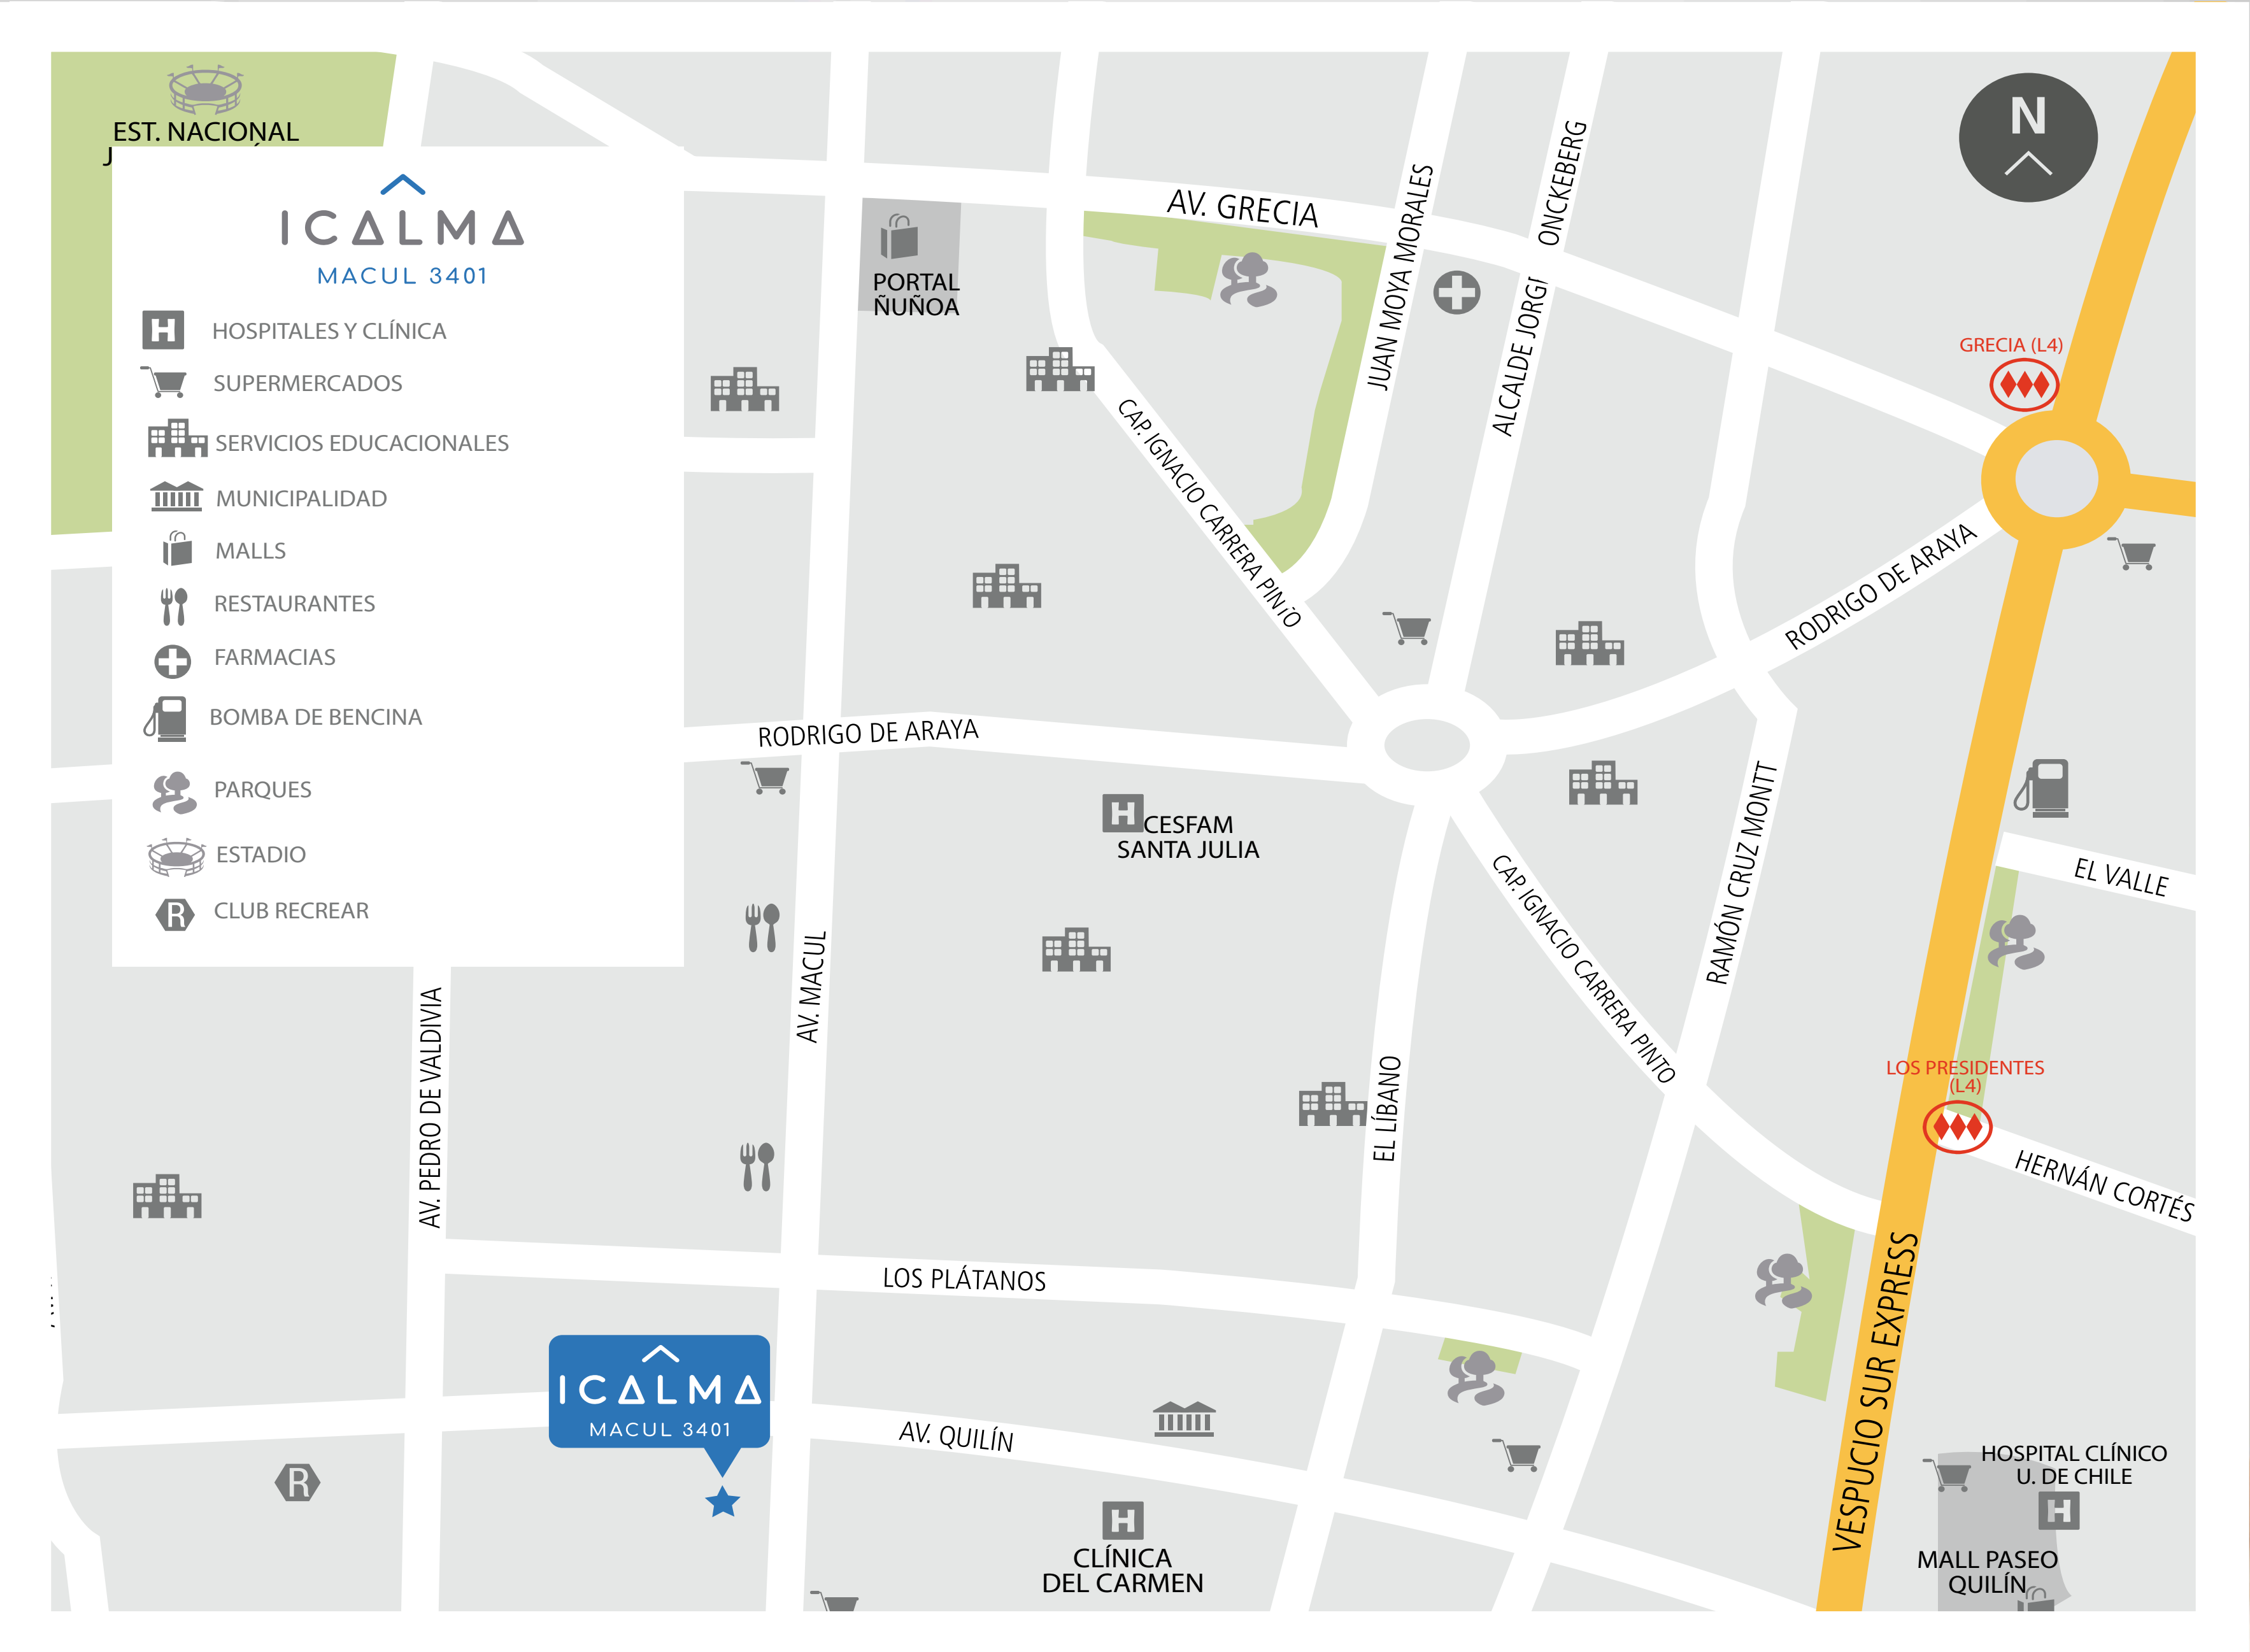 EST. NACIONAL
N
ICALMA
MACUL 3401
HOSPITALES Y CLÍNICA
SUPERMERCADOS
SERVICIOS EDUCACIONALES
MUNICIPALIDAD
MALLS
RESTAURANTES
FARMACIAS
BOMBA DE BENCINA
PARQUES
ESTADIO
R
CLUB RECREAR
AV. GRECIA
JUAN MOYA MORALES
ALCALDE JORGE ONCKEBERG
PORTAL
ÑUÑOA
GRECIA (L4)
CAP. IGNACIO CARRERA PINTO
RODRIGO DE ARAYA
RODRIGO DE ARAYA
H
CESFAM
SANTA JULIA
CAP. IGNACIO CARRERA PINTO
RAMÓN CRUZ MONTT
EL VALLE
AV. MACUL
AV. PEDRO DE VALDIVIA
EL LÍBANO
LOS PRESIDENTES
(L4)
HERNÁN CORTÉS
LOS PLÁTANOS
VESPUCIO SUR EXPRESS
ICALMA
MACUL 3401
AV. QUILÍN
R
H
CLÍNICA
DEL CARMEN
HOSPITAL CLÍNICO
U. DE CHILE
H
MALL PASEO
QUILÍN